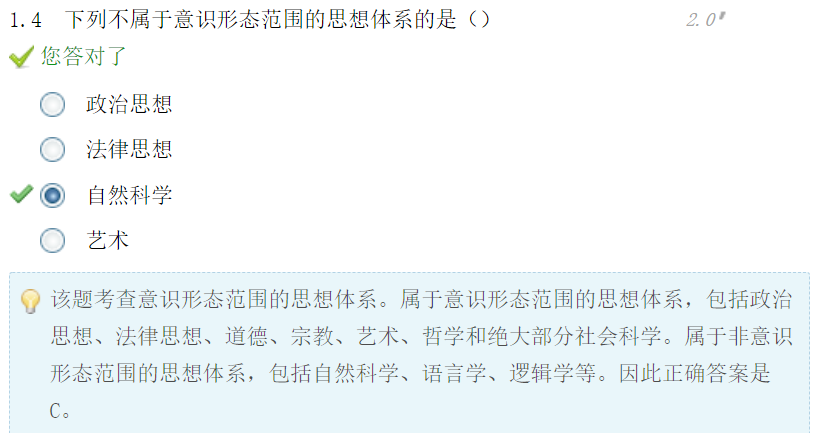 1.4 下列不属于意识形态范围的思想体系的是（） 2.0'
您答对了
政治思想
法律思想
自然科学
艺术
该题考查意识形态范围的思想体系。属于意识形态范围的思想体系，包括政治
思想、法律思想、道德、宗教、艺术、哲学和绝大部分社会科学。属于非意识
形态范围的思想体系，包括自然科学、语言学、逻辑学等。因此正确答案是
C。